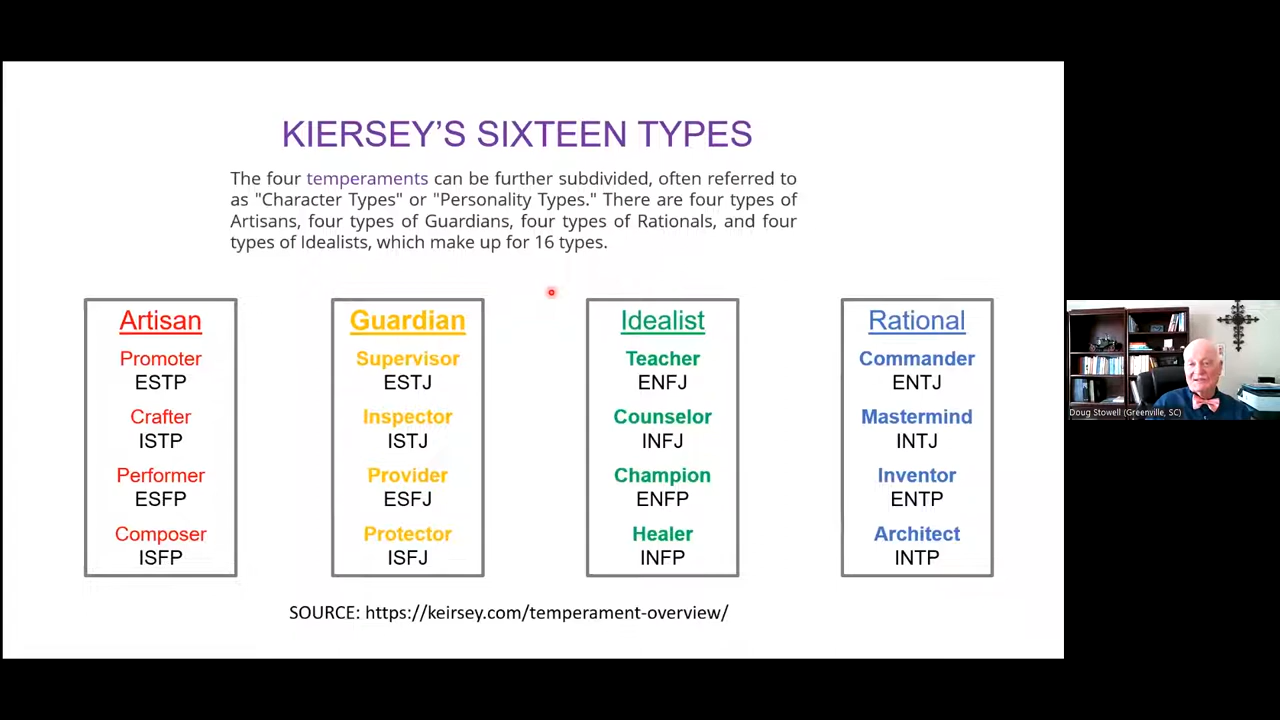 KIERSEY’S SIXTEEN TYPES
The four temperaments can be further subdivided, often referred to
as "Character Types" or "Personality Types." There are four types of
Artisans, four types of Guardians, four types of Rationals, and four
types of Idealists, which make up for 16 types.
Artisan
Promoter
ESTP
Crafter
ISTP
Performer
ESFP
Composer
ISFP
Guardian
Supervisor
ESTJ
Inspector
ISTJ
Provider
ESFJ
Protector
ISFJ
Idealist
Teacher
ENFJ
Counselor
INFJ
Champion
ENFP
Healer
INFP
Rational
Commander
ENTJ
Mastermind
INTJ
Inventor
ENTP
Architect
INTP
SOURCE: https://keirsey.com/temperament-overview/
Doug Stowell (Greenville, SC)